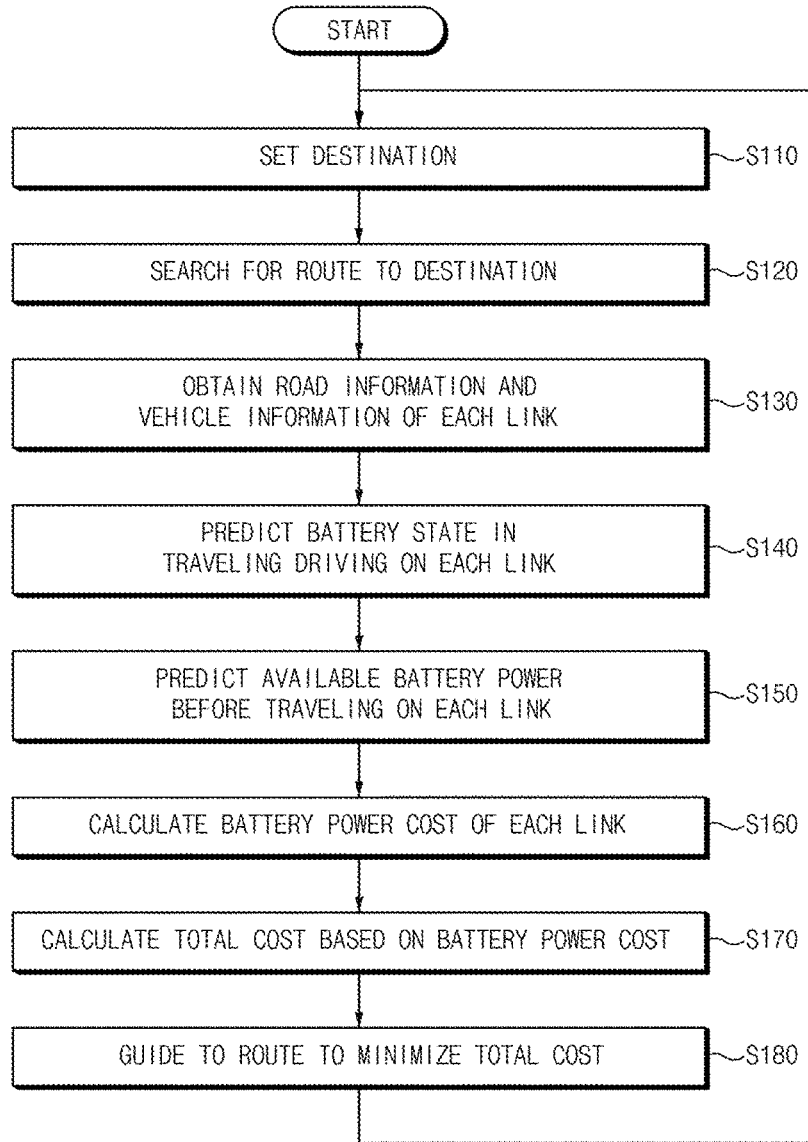 START
SET DESTINATION
S110
SEARCH FOR ROUTE TO DESTINATION
S120
OBTAIN ROAD INFORMATION AND
VEHICLE INFORMATION OF EACH LINK
S130
PREDICT BATTERY STATE IN
TRAVELING DRIVING ON EACH LINK
S140
PREDICT AVAILABLE BATTERY POWER
BEFORE TRAVELING ON EACH LINK
S150
CALCULATE BATTERY POWER COST OF EACH LINK
S160
CALCULATE TOTAL COST BASED ON BATTERY POWER COST
S170
GUIDE TO ROUTE TO MINIMIZE TOTAL COST
S180